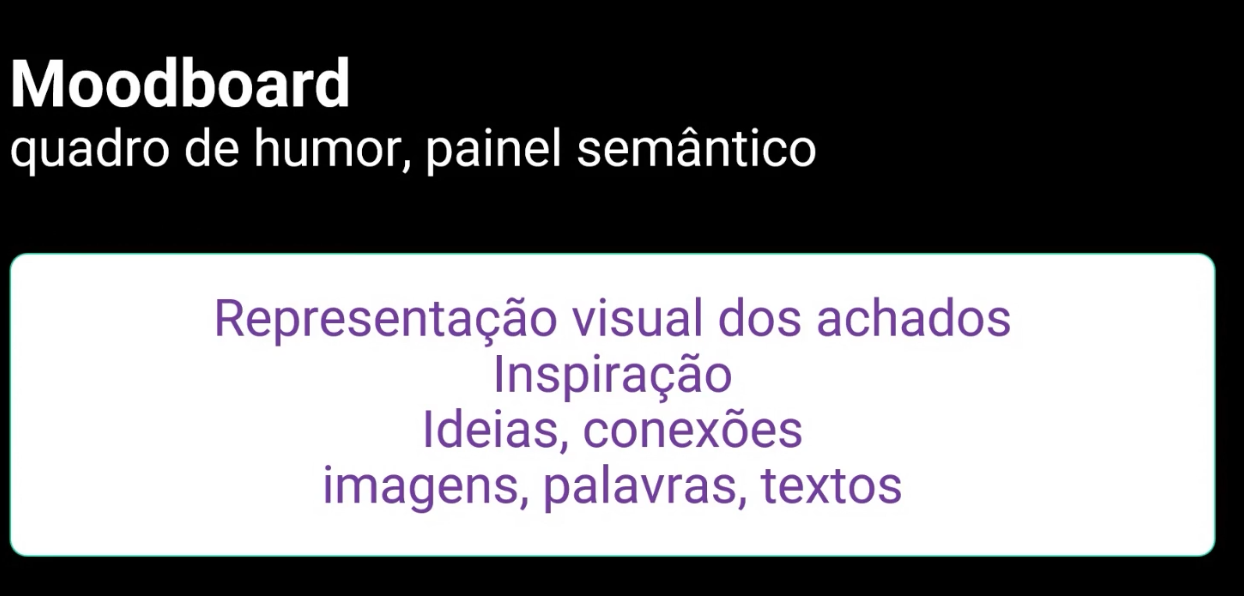 Moodboard
quadro de humor, painel semântico
Representação visual dos achados
Inspiração
Ideias, conexões
imagens, palavras, textos